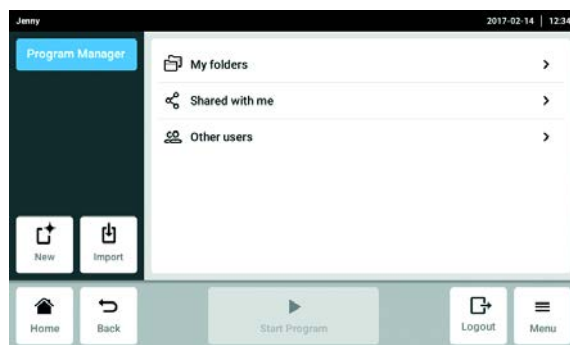 Jenny 2017-02-14 | 12:34
Program Manager
My folders
Shared with me
Other users
New Import
Home Back Start Program Logout Menu